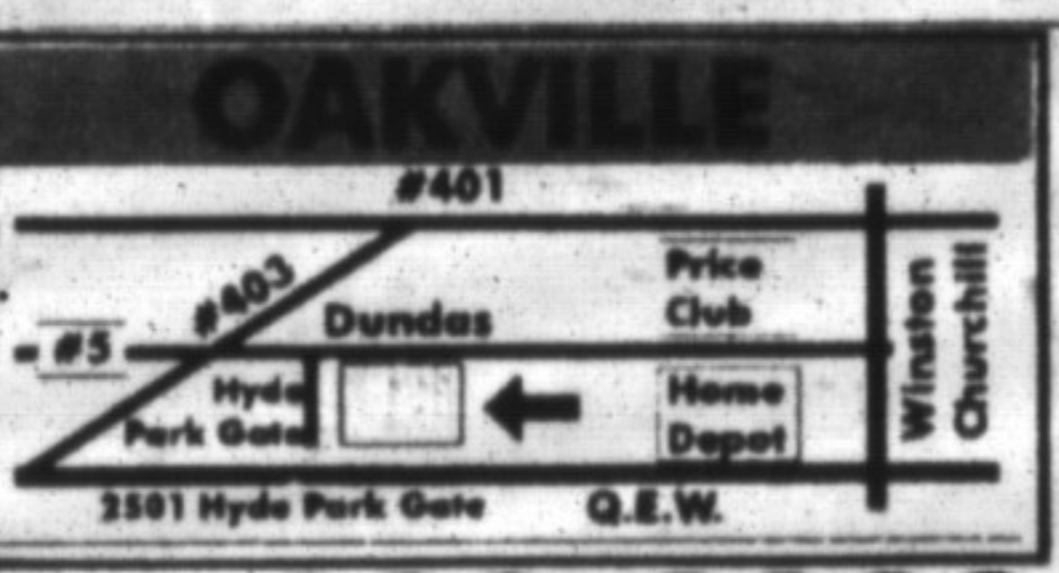 OAKVILLE
#401
#403
Price
Club
Dundas
#5
Winston
Churchill
Hyde
Park Gate
Home
Depot
2501 Hyde Park Gate
Q.E.W.